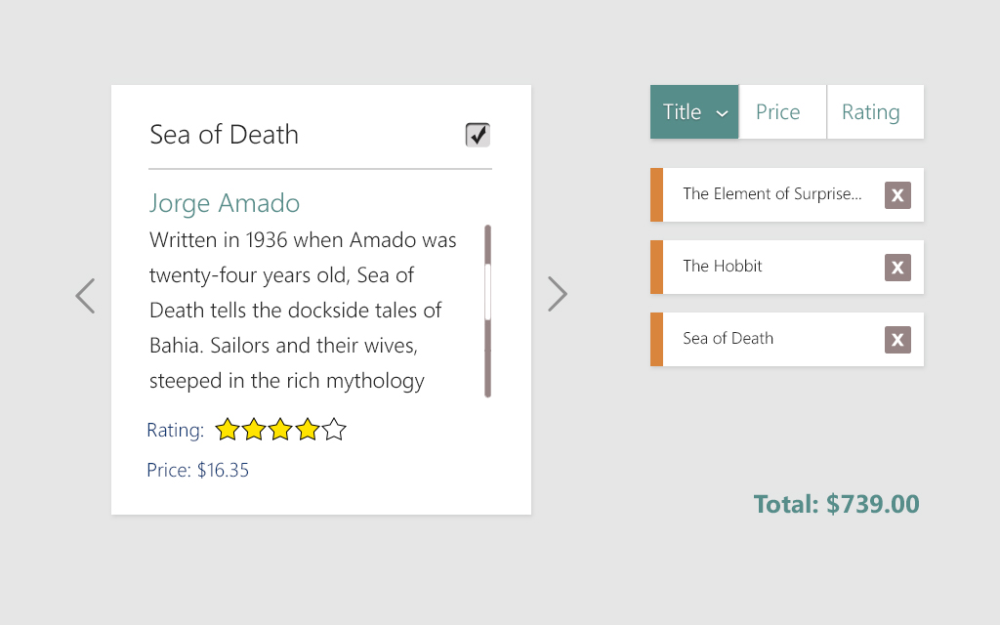 Sea of Death
Jorge Amado
Written in 1936 when Amado was
twenty-four years old, Sea of
Death tells the dockside tales of
Bahia. Sailors and their wives,
steeped in the rich mythology
Rating:
Price: $16.35
Title Price Rating
The Element of Surprise... X
The Hobbit X
Sea of Death X
Total: $739.00